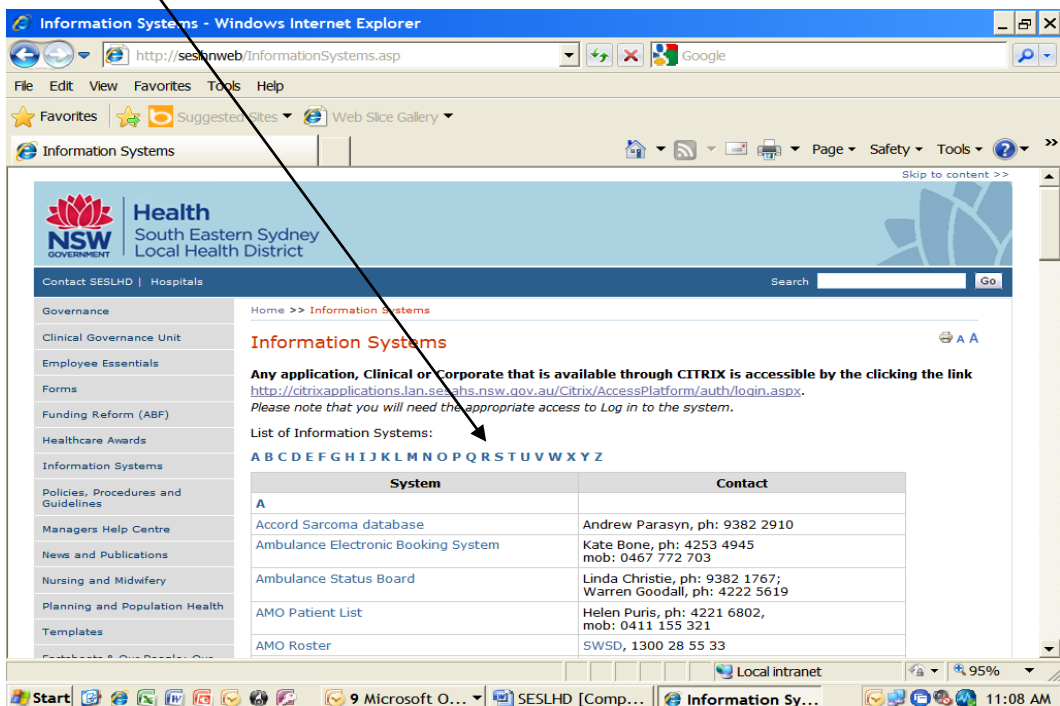 Information Systems - Windows Internet Explorer
http://seshnweb/InformationSystems.asp
Google
File Edit View Favorites Tools Help
Favorites Suggested Sites Web Slice Gallery
Information Systems Page Safety Tools >>
Skip to content >>
NSW GOVERNMENT
Health
South Eastern Sydney
Local Health District
Contact SESLHD | Hospitals Search Go
Governance
Clinical Governance Unit
Employee Essentials
Forms
Funding Reform (ABF)
Healthcare Awards
Information Systems
Policies, Procedures and
Guidelines
Managers Help Centre
News and Publications
Nursing and Midwifery
Planning and Population Health
Templates
Home >> Information Systems
Information Systems A A
Any application, Clinical or Corporate that is available through CITRIX is accessible by the clicking the link
http://citrixapplications.lan.sesahs.nsw.gov.au/Citrix/AccessPlatform/auth/login.aspx.
Please note that you will need the appropriate access to Log in to the system.
List of Information Systems:
A B C D E F G H I J K L M N O P Q R S T U V W X Y Z
System Contact
A
Accord Sarcoma database Andrew Parasyn, ph: 9382 2910
Ambulance Electronic Booking System Kate Bone, ph: 4253 4945
mob: 0467 772 703
Ambulance Status Board Linda Christie, ph: 9382 1767;
Warren Goodall, ph: 4222 5619
AMO Patient List Helen Puris, ph: 4221 6802,
mob: 0411 155 321
AMO Roster SWSD, 1300 28 55 33
Local intranet 95%
Start 9 Microsoft O... SESLHD [Comp... Information Sy... 11:08 AM